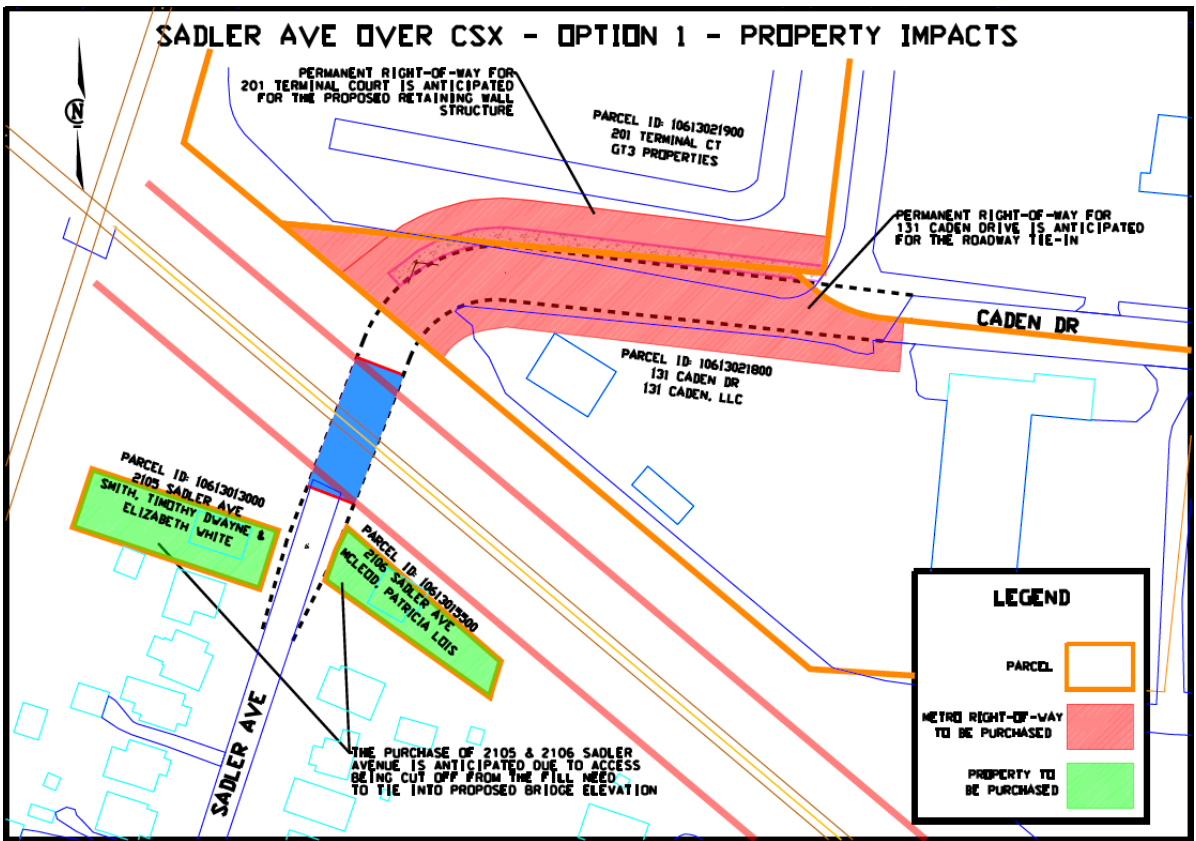 SADLER AVE OVER CSX - OPTION 1 - PROPERTY IMPACTS
N
PERMANENT RIGHT-OF-WAY FOR
201 TERMINAL COURT IS ANTICIPATED
FOR THE PROPOSED RETAINING WALL
STRUCTURE
PARCEL ID: 10613021900
201 TERMINAL CT
GT3 PROPERTIES
PERMANENT RIGHT-OF-WAY FOR
131 CADEN DRIVE IS ANTICIPATED
FOR THE ROADWAY TIE-IN
CADEN DR
PARCEL ID: 10613021800
131 CADEN DR
131 CADEN, LLC
PARCEL ID: 10613013000
2105 SADLER AVE
SMITH, TIMOTHY DWAYNE &
ELIZABETH WHITE
PARCEL ID: 10613015500
2106 SADLER AVE
MCLEOD, PATRICIA LOIS
SADLER AVE
THE PURCHASE OF 2105 & 2106 SADLER
AVENUE IS ANTICIPATED DUE TO ACCESS
BEING CUT OFF FROM THE FILL NEED
TO TIE INTO PROPOSED BRIDGE ELEVATION
LEGEND
PARCEL
METRO RIGHT-OF-WAY
TO BE PURCHASED
PROPERTY TO
BE PURCHASED